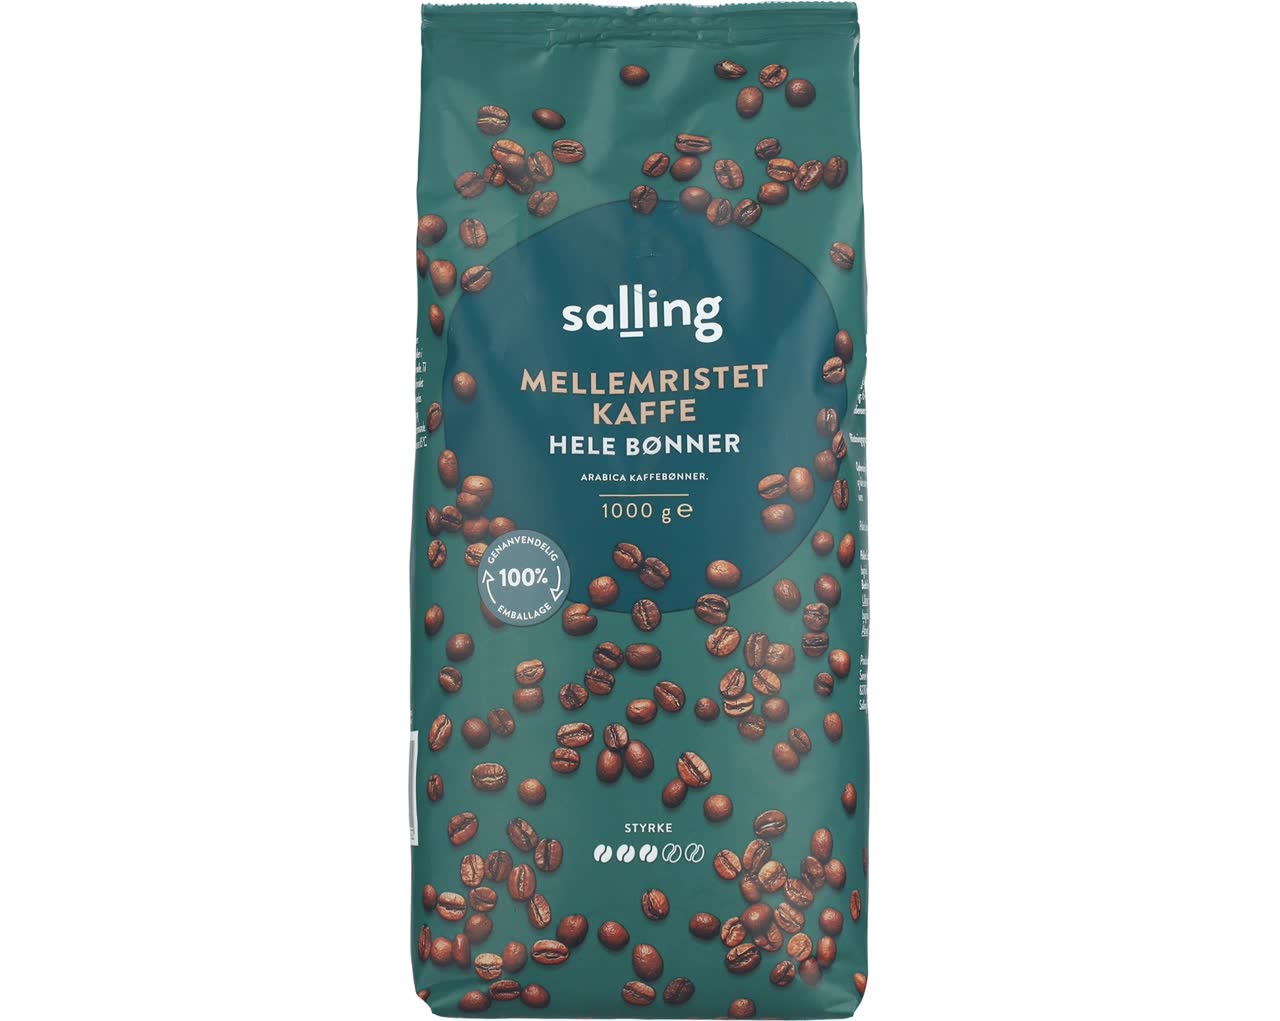 salling
MELLEMRISTET
KAFFE
HELE BØNNER
ARABICA KAFFEBØNNER.
1000 g e
GENANVENDELIG
100%
EMBALLAGE
STYRKE